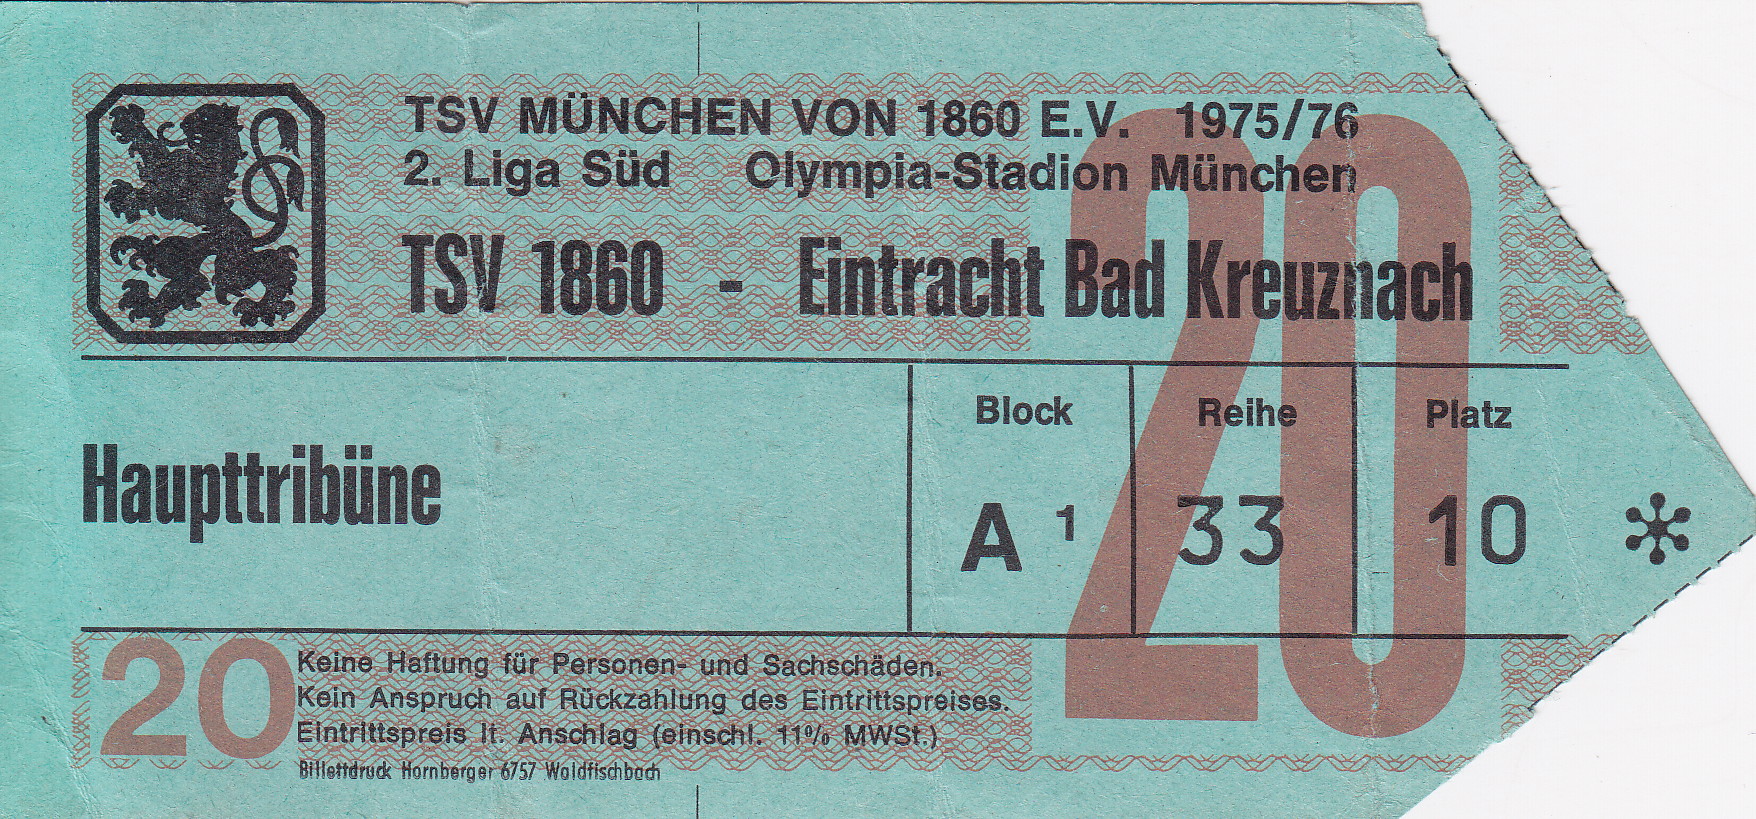 TSV MÜNCHEN VON 1860 E.V. 1975/76
2. Liga Süd Olympia-Stadion München
TSV 1860 - Eintracht Bad Kreuznach
20
Block Reihe Platz
Haupttribüne
A 1 33 10 *
20
Keine Haftung für Personen- und Sachschäden.
Kein Anspruch auf Rückzahlung des Eintrittspreises.
Eintrittspreis lt. Anschlag (einschl. 11% MWSt.)
Billettdruck Hornberger 6757 Waldfischbach